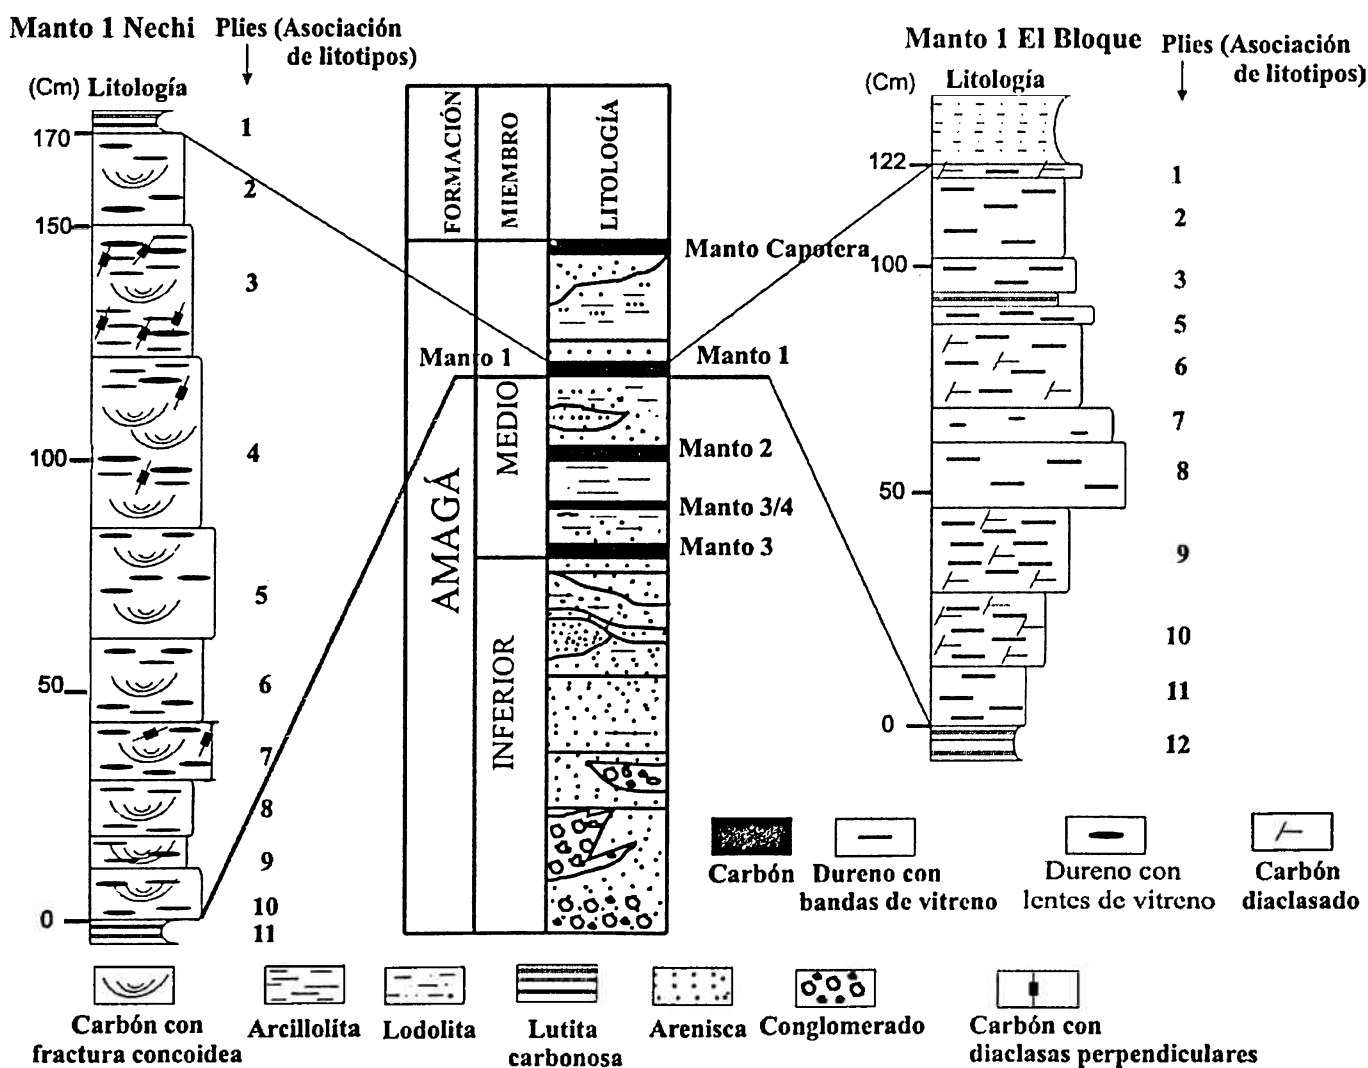 Manto 1 Nechi
Plies (Asociación
de litotipos)
(Cm) Litología
170
150
100
50
0
1
2
3
4
5
6
7
8
9
10
11
FORMACIÓN
MIEMBRO
LITOLOGÍA
AMAGÁ
MEDIO
INFERIOR
Manto Capotera
Manto 1
Manto 1
Manto 2
Manto 3/4
Manto 3
Manto 1 El Bloque
Plies (Asociación
de litotipos)
(Cm)
Litología
122
100
50
0
1
2
3
5
6
7
8
9
10
11
12
Carbón
Dureno con
bandas de vitreno
Dureno con
lentes de vitreno
Carbón
diaclasado
Carbón con
fractura concoidea
Arcillolita
Lodolita
Lutita
carbonosa
Arenisca
Conglomerado
Carbón con
diaclasas perpendiculares